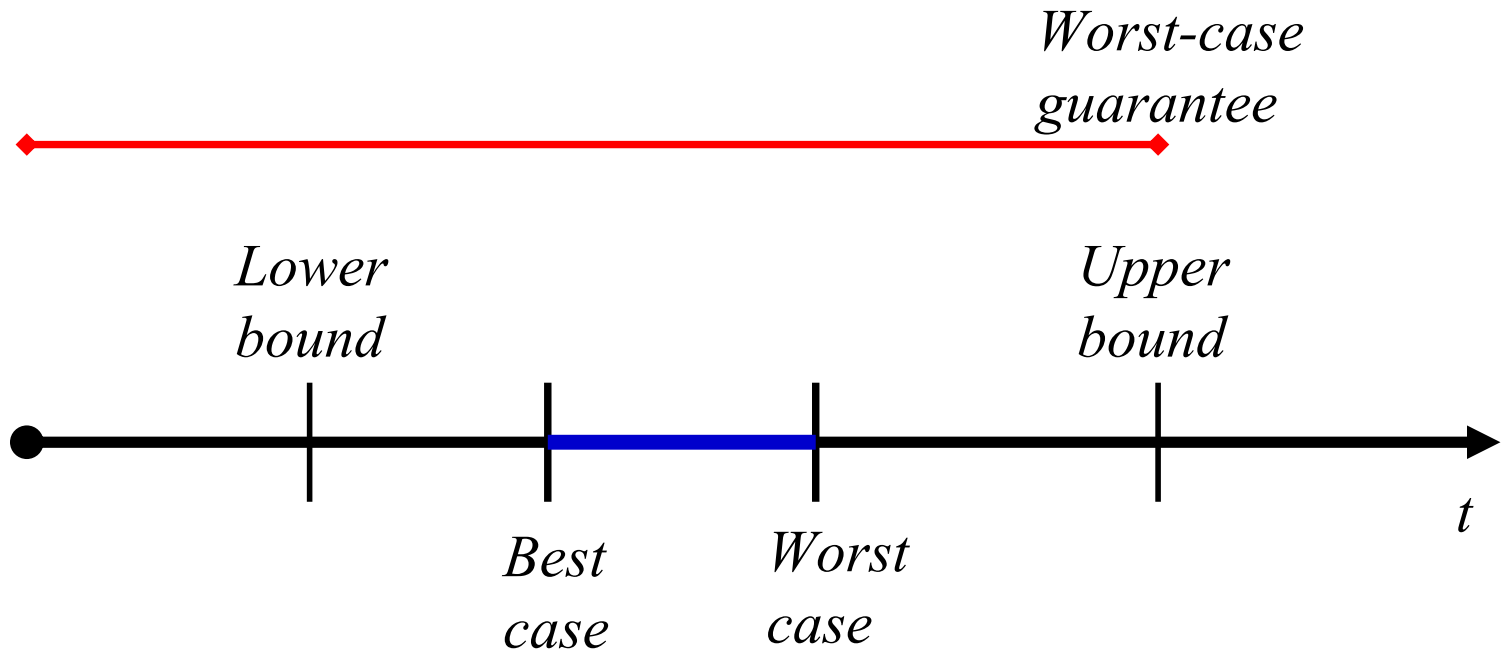 Worst-case
guarantee
Lower
bound
Upper
bound
t
Best
case
Worst
case